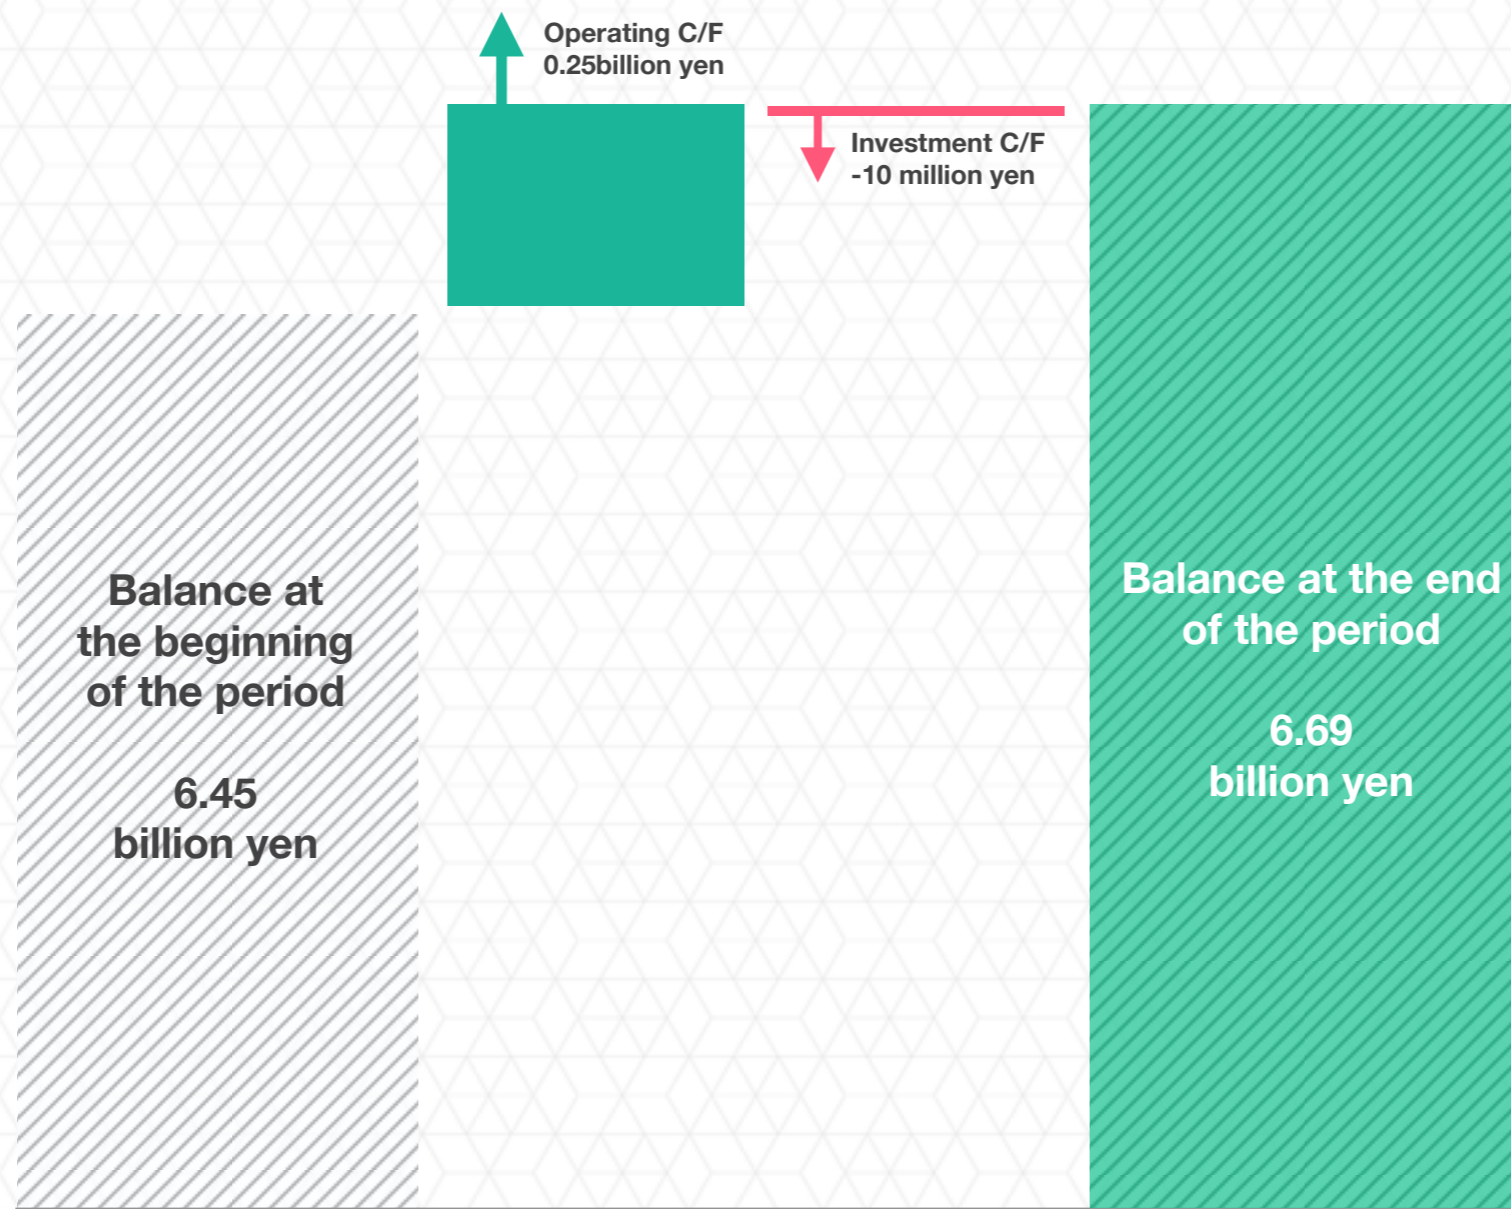 Operating C/F
0.25billion yen
Investment C/F
-10 million yen
Balance at
the beginning
of the period
6.45
billion yen
Balance at the end
of the period
6.69
billion yen